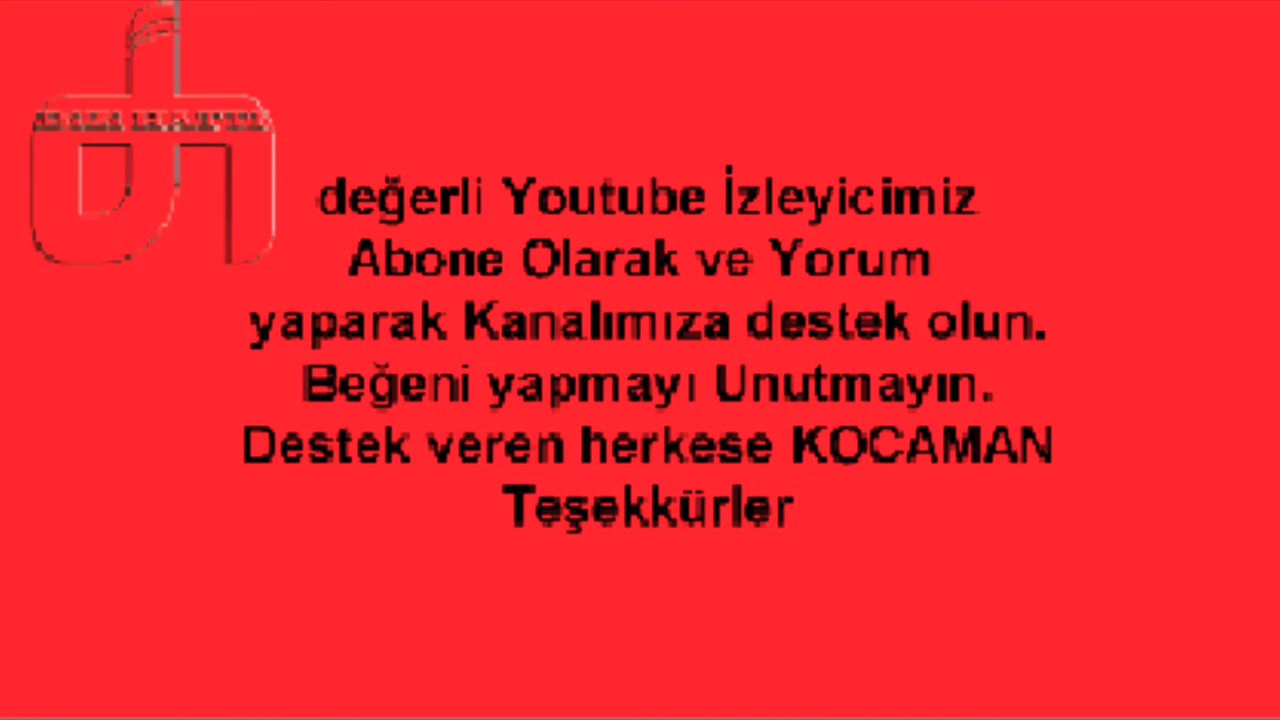 değerli Youtube İzleyicimiz
Abone Olarak ve Yorum
yaparak Kanalımıza destek olun.
Beğeni yapmayı Unutmayın.
Destek veren herkese KOCAMAN
Teşekkürler